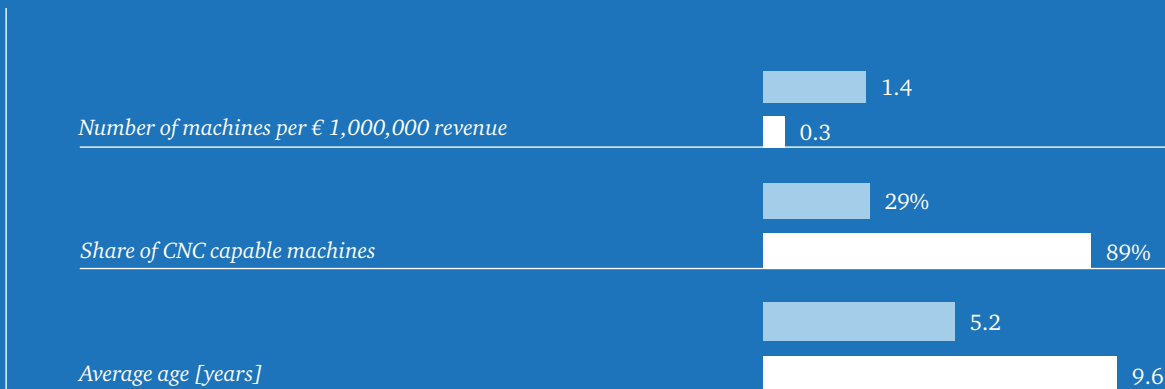 1.4
Number of machines per € 1,000,000 revenue
0.3
29%
Share of CNC capable machines
89%
5.2
Average age [years]
9.6